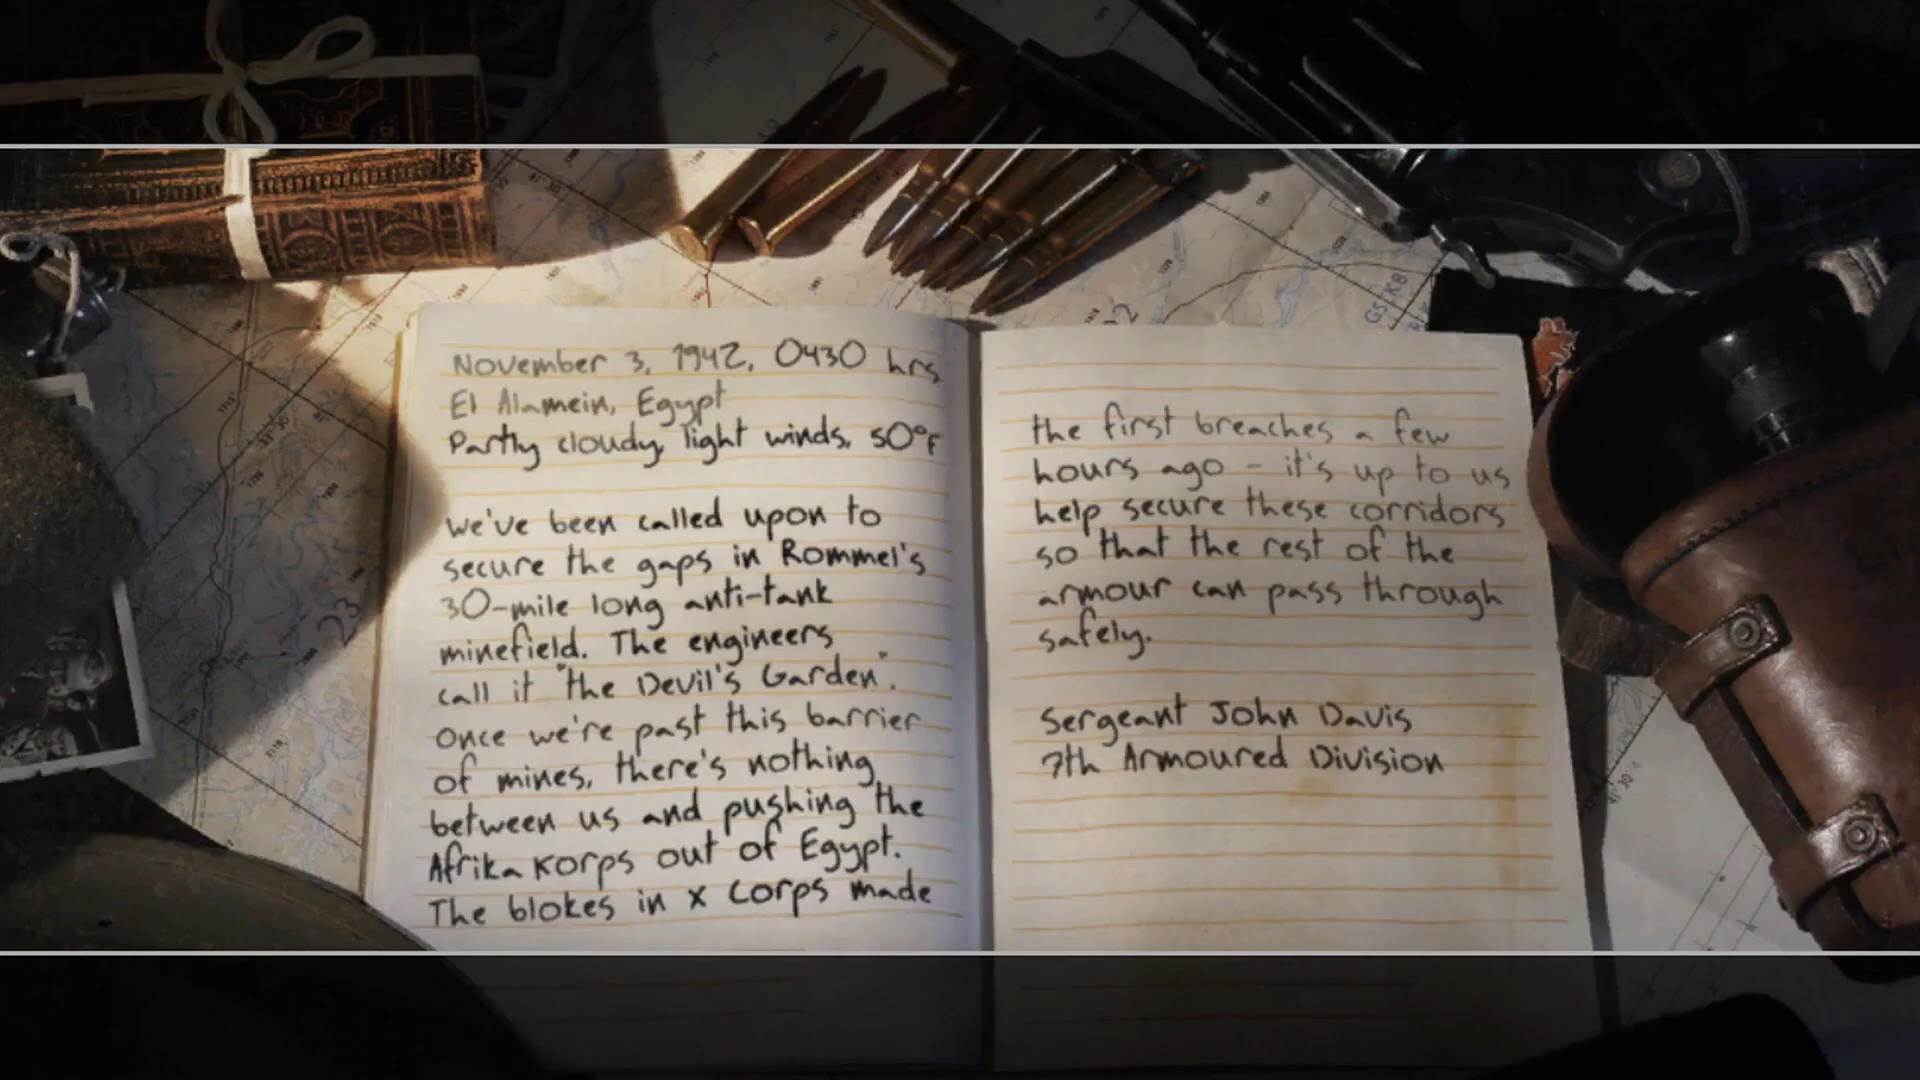 November 3, 1942, 0430 hrs
El Alamein, Egypt
Partly cloudy, light winds, 50°F
We've been called upon to
secure the gaps in Rommel's
30-mile long anti-tank
minefield. The engineers
call it "the Devil's Garden".
Once we're past this barrier
of mines, there's nothing
between us and pushing the
Afrika Korps out of Egypt.
The blokes in X Corps made
the first breaches a few
hours ago - it's up to us
help secure these corridors
so that the rest of the
armour can pass through
safely.
Sergeant John Davis
7th Armoured Division